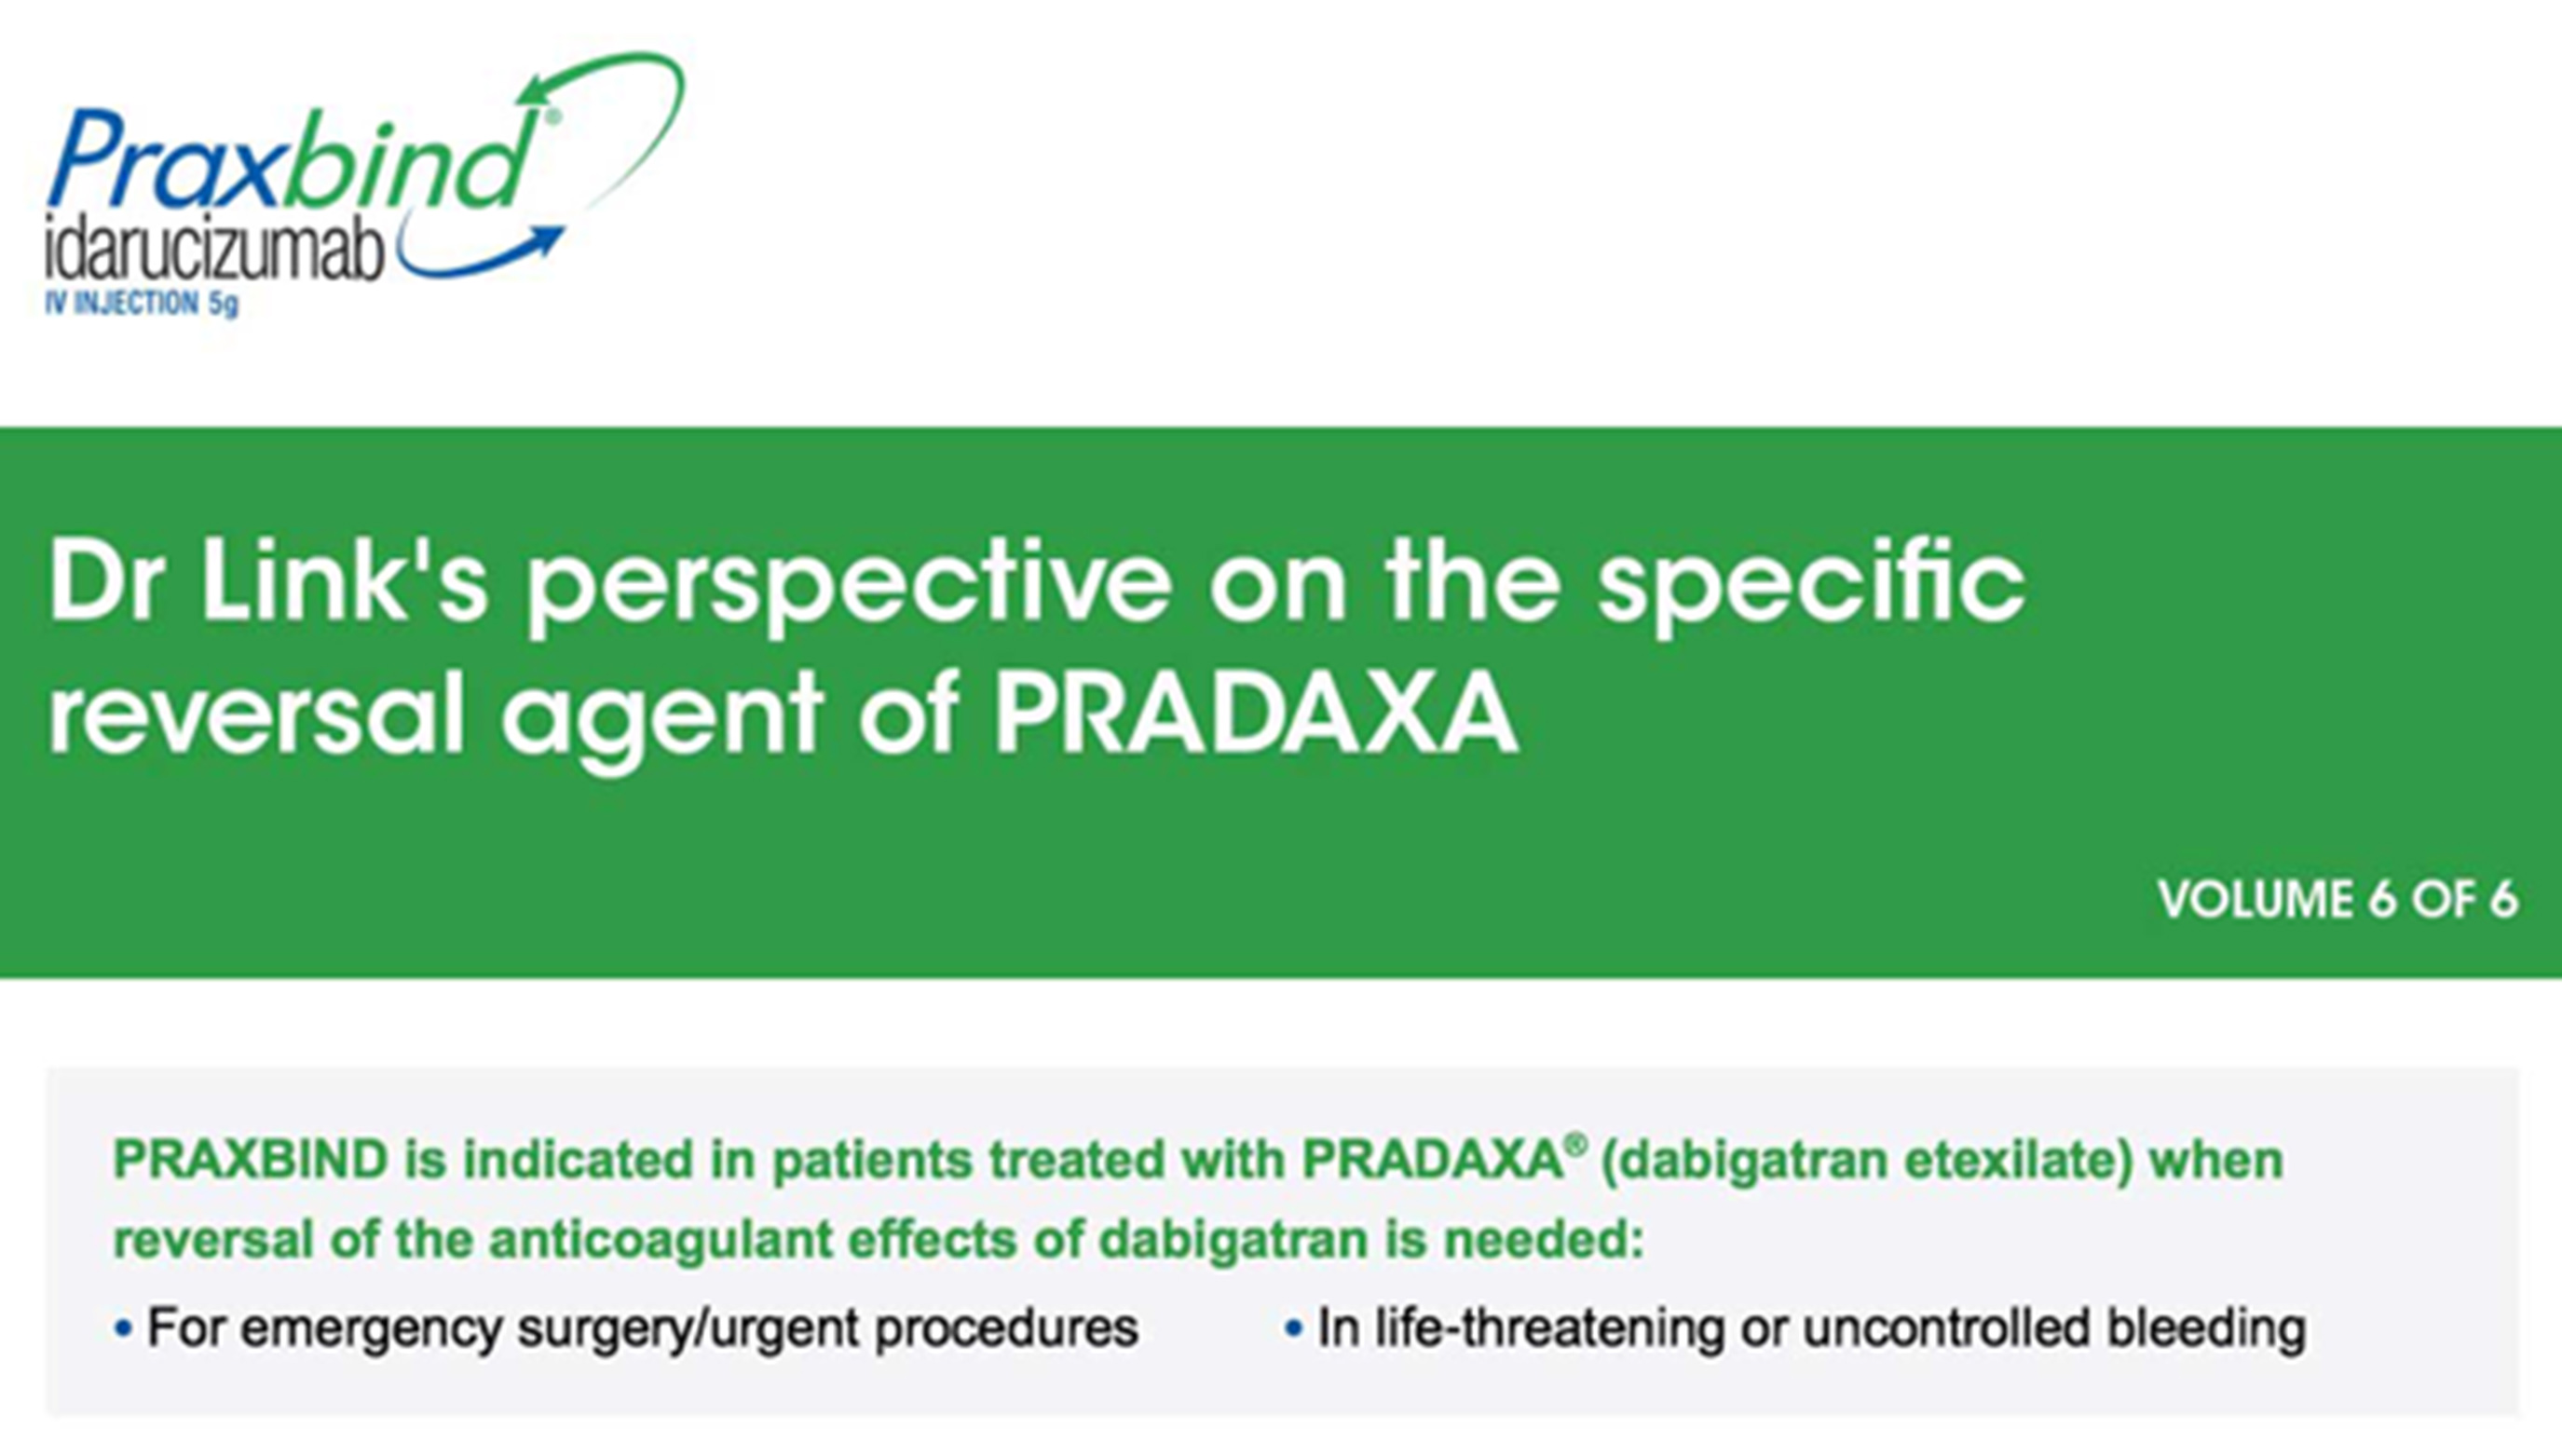 Praxbind®
idarucizumab
IV INJECTION 5g
Dr Link's perspective on the specific
reversal agent of PRADAXA
VOLUME 6 OF 6
PRAXBIND is indicated in patients treated with PRADAXA® (dabigatran etexilate) when
reversal of the anticoagulant effects of dabigatran is needed:
• For emergency surgery/urgent procedures • In life-threatening or uncontrolled bleeding